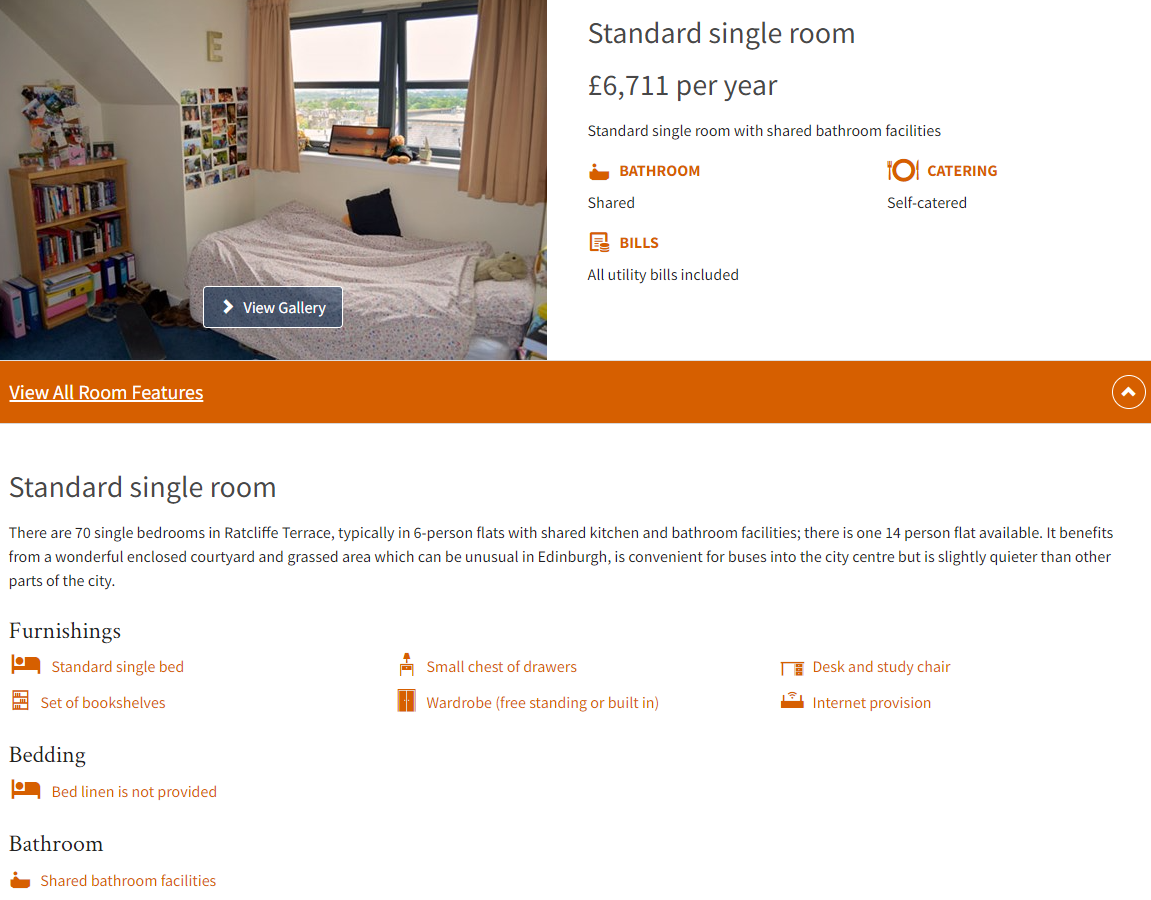 E
View Gallery
Standard single room
£6,711 per year
Standard single room with shared bathroom facilities
BATHROOM
Shared
CATERING
Self-catered
BILLS
All utility bills included
View All Room Features
Standard single room
There are 70 single bedrooms in Ratcliffe Terrace, typically in 6-person flats with shared kitchen and bathroom facilities; there is one 14 person flat available. It benefits
from a wonderful enclosed courtyard and grassed area which can be unusual in Edinburgh, is convenient for buses into the city centre but is slightly quieter than other
parts of the city.
Furnishings
Standard single bed
Small chest of drawers
Desk and study chair
Set of bookshelves
Wardrobe (free standing or built in)
Internet provision
Bedding
Bed linen is not provided
Bathroom
Shared bathroom facilities